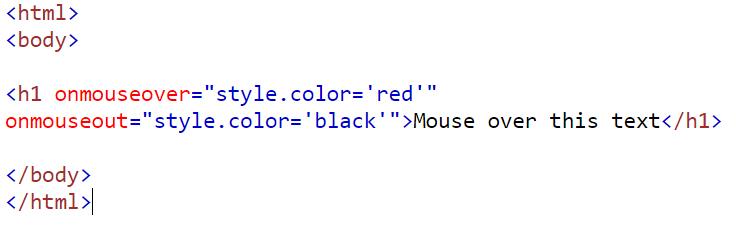 <html>
<body>
<h1 onmouseover="style.color='red'"
onmouseout="style.color='black'">Mouse over this text</h1>
</body>
</html>